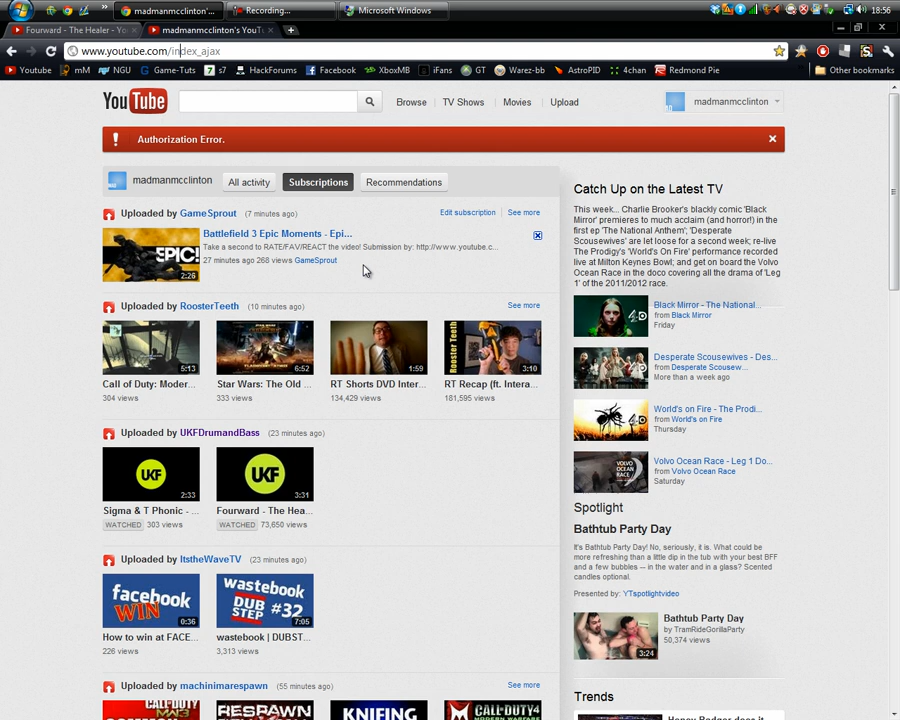 madmanmcclinton'...
Recording...
Microsoft Windows
18:56
Fourward - The Healer - Yo
madmanmcclinton's YouT
www.youtube.com/index_ajax
Youtube mM NGU Game-Tuts s7 HackForums Facebook XboxMB iFans GT Warez-bb AstroPID 4chan Redmond Pie Other bookmarks
YouTube Browse TV Shows Movies Upload madmanmcclinton
Authorization Error.
madmanmcclinton All activity Subscriptions Recommendations
Uploaded by GameSprout (7 minutes ago) Edit subscription See more
EPIC!
2:26
Battlefield 3 Epic Moments - Epi...
Take a second to RATE/FAV/REACT the video! Submission by: http://www.youtube.c...
27 minutes ago 268 views GameSprout
Uploaded by RoosterTeeth (10 minutes ago) See more
5:13 6:52 1:59 3:10
Call of Duty: Moder... Star Wars: The Old ... RT Shorts DVD Inter... RT Recap (ft. Intera...
304 views 333 views 134,429 views 181,595 views
Uploaded by UKFDrumandBass (23 minutes ago)
UKF UKF
2:33 3:31
Sigma & T Phonic - ... Fourward - The Hea...
WATCHED 303 views WATCHED 73,650 views
Uploaded by ItstheWaveTV (23 minutes ago)
facebook WIN
0:36
wastebook DUB STEP #32
7:05
How to win at FACE... wastebook | DUBST...
226 views 3,313 views
Uploaded by machinimarespawn (55 minutes ago) See more
RESPAWN KNIFING CALL·DUTY4
Catch Up on the Latest TV
This week... Charlie Brooker's blackly comic 'Black
Mirror' premieres to much acclaim (and horror!) in the
first ep 'The National Anthem'; 'Desperate
Scousewives' are let loose for a second week; re-live
The Prodigy's 'World's On Fire' performance recorded
live at Milton Keynes Bowl; and get on board the Volvo
Ocean Race in the doco covering all the drama of 'Leg
1' of the 2011/2012 race.
Black Mirror - The National...
from Black Mirror
Friday
Desperate Scousewives - Des...
from Desperate Scousew...
More than a week ago
World's on Fire - The Prodi...
from World's on Fire
Thursday
Volvo Ocean Race - Leg 1 Do...
from Volvo Ocean Race
Saturday
Spotlight
Bathtub Party Day
It's Bathtub Party Day! No, seriously, it is. What could be
more refreshing than a little dip in the tub with your best BFF
and a few bubbles -- in the water and in a glass? Scented
candles optional.
Presented by: YTspotlightvideo
3:24
Bathtub Party Day
by TramRideGorillaParty
50,374 views
Trends
Honey Badger does it